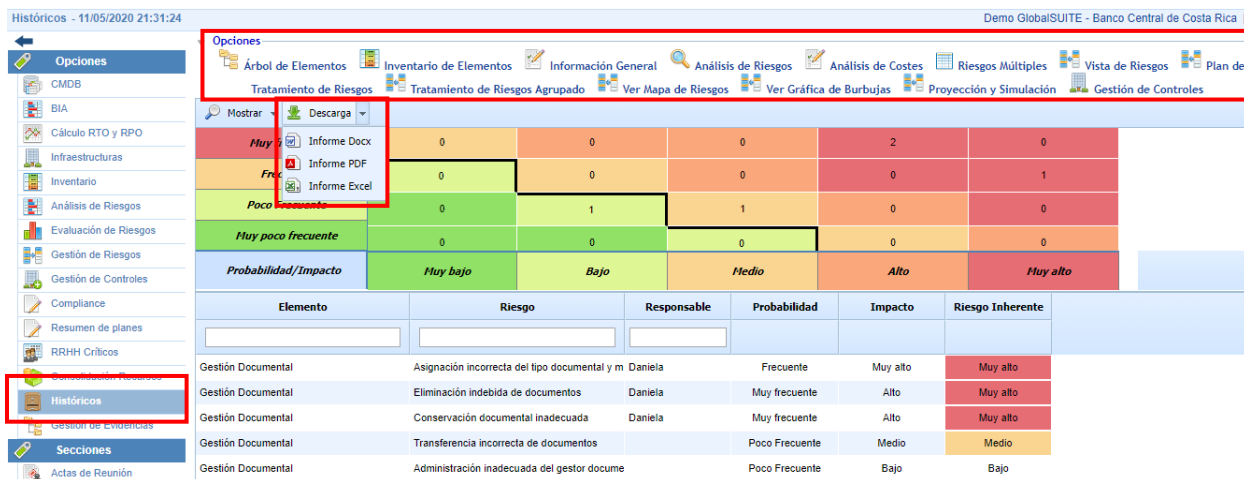 Históricos - 11/05/2020 21:31:24
Demo GlobalSUITE - Banco Central de Costa Rica
Opciones
CMDB
BIA
Cálculo RTO y RPO
Infraestructuras
Inventario
Análisis de Riesgos
Evaluación de Riesgos
Gestión de Riesgos
Gestión de Controles
Compliance
Resumen de planes
RRHH Críticos
Consolidación Recursos
Históricos
Gestión de Evidencias
Secciones
Actas de Reunión
Opciones
Árbol de Elementos Inventario de Elementos Información General Análisis de Riesgos Análisis de Costes Riesgos Múltiples Vista de Riesgos Plan de
Tratamiento de Riesgos Tratamiento de Riesgos Agrupado Ver Mapa de Riesgos Ver Gráfica de Burbujas Proyección y Simulación Gestión de Controles
Mostrar Descarga
Informe Docx
Informe PDF
Informe Excel
Muy 0 0 0 2 0
0 0 0 0 1
Poco Frecuente 0 1 1 0 0
Muy poco frecuente 0 0 0 0 0
Probabilidad/Impacto Muy bajo Bajo Medio Alto Muy alto
Elemento Riesgo Responsable Probabilidad Impacto Riesgo Inherente
Gestión Documental Asignación incorrecta del tipo documental y m Daniela Frecuente Muy alto Muy alto
Gestión Documental Eliminación indebida de documentos Daniela Muy frecuente Alto Muy alto
Gestión Documental Conservación documental inadecuada Daniela Muy frecuente Alto Muy alto
Gestión Documental Transferencia incorrecta de documentos Poco Frecuente Medio Medio
Gestión Documental Administración inadecuada del gestor docume Poco Frecuente Bajo Bajo